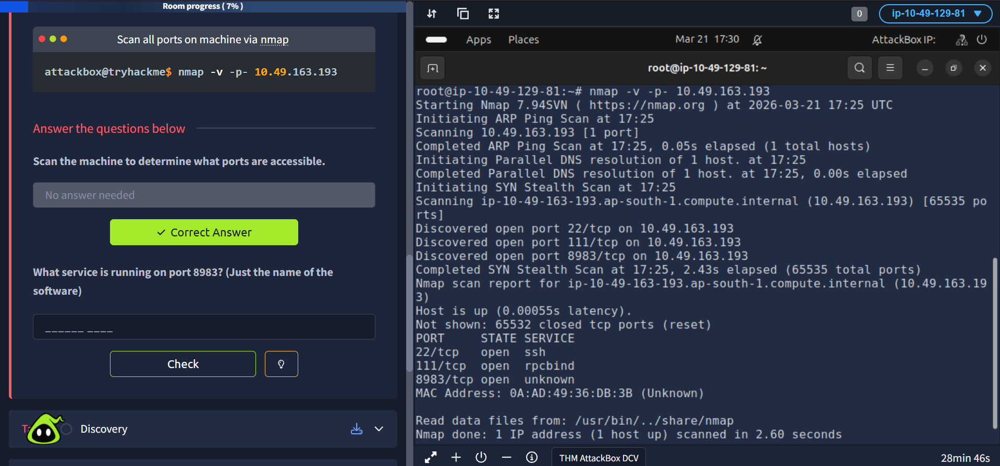 Room progress ( 7% )
Scan all ports on machine via nmap
attackbox@tryhackme$ nmap -v -p- 10.49.163.193
Answer the questions below
Scan the machine to determine what ports are accessible.
No answer needed
✓ Correct Answer
What service is running on port 8983? (Just the name of the
software)
______ ____
Check
Discovery
0
ip-10-49-129-81
Apps Places
Mar 21 17:30
AttackBox IP:
root@ip-10-49-129-81: ~
root@ip-10-49-129-81:~# nmap -v -p- 10.49.163.193
Starting Nmap 7.94SVN ( https://nmap.org ) at 2026-03-21 17:25 UTC
Initiating ARP Ping Scan at 17:25
Scanning 10.49.163.193 [1 port]
Completed ARP Ping Scan at 17:25, 0.05s elapsed (1 total hosts)
Initiating Parallel DNS resolution of 1 host. at 17:25
Completed Parallel DNS resolution of 1 host. at 17:25, 0.00s elapsed
Initiating SYN Stealth Scan at 17:25
Scanning ip-10-49-163-193.ap-south-1.compute.internal (10.49.163.193) [65535 po
rts]
Discovered open port 22/tcp on 10.49.163.193
Discovered open port 111/tcp on 10.49.163.193
Discovered open port 8983/tcp on 10.49.163.193
Completed SYN Stealth Scan at 17:25, 2.43s elapsed (65535 total ports)
Nmap scan report for ip-10-49-163-193.ap-south-1.compute.internal (10.49.163.19
3)
Host is up (0.00055s latency).
Not shown: 65532 closed tcp ports (reset)
PORT     STATE SERVICE
22/tcp   open  ssh
111/tcp  open  rpcbind
8983/tcp open  unknown
MAC Address: 0A:AD:49:36:DB:3B (Unknown)
Read data files from: /usr/bin/../share/nmap
Nmap done: 1 IP address (1 host up) scanned in 2.60 seconds
THM AttackBox DCV
28min 46s